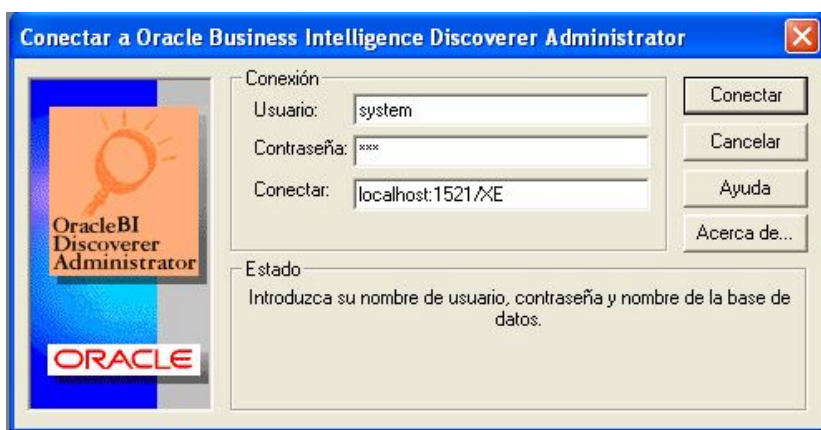 Conectar a Oracle Business Intelligence Discoverer Administrator
OracleBI
Discoverer
Administrator
ORACLE
Conexión
Usuario: system
Contraseña: ***
Conectar: localhost:1521/XE
Conectar
Cancelar
Ayuda
Acerca de...
Estado
Introduzca su nombre de usuario, contraseña y nombre de la base de
datos.